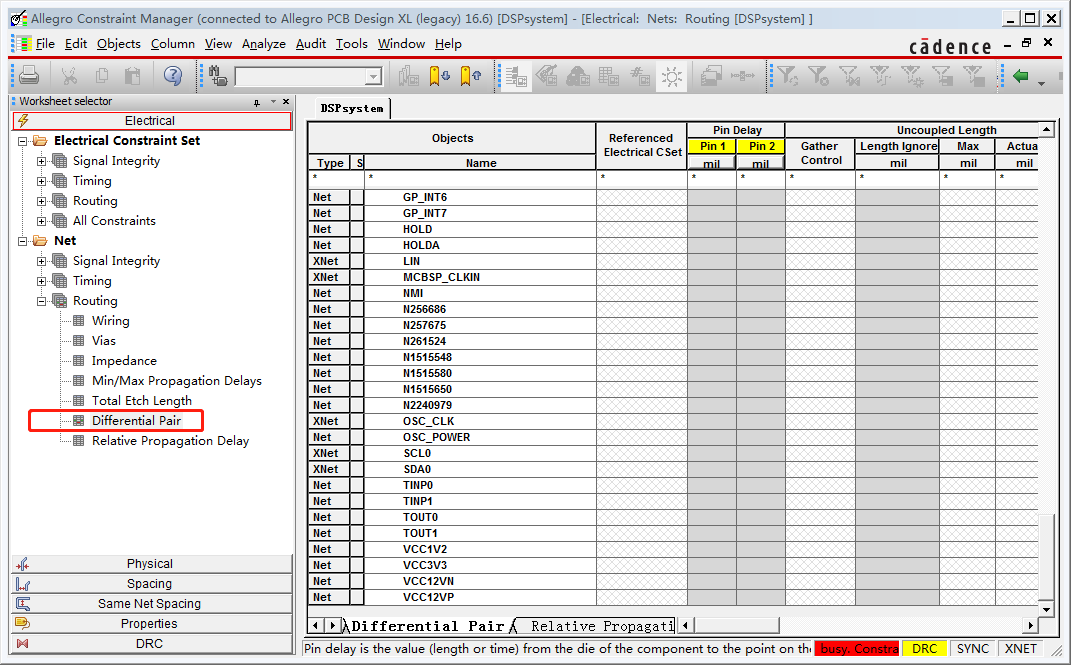 Allegro Constraint Manager (connected to Allegro PCB Design XL (legacy) 16.6) [DSPsystem] - [Electrical: Nets: Routing [DSPsystem] ]
File Edit Objects Column View Analyze Audit Tools Window Help
cādence
Worksheet selector
Electrical
Electrical Constraint Set
Signal Integrity
Timing
Routing
All Constraints
Net
Signal Integrity
Timing
Routing
Wiring
Vias
Impedance
Min/Max Propagation Delays
Total Etch Length
Differential Pair
Relative Propagation Delay
Physical
Spacing
Same Net Spacing
Properties
DRC
DSPsystem
Objects Referenced Electrical CSet Pin Delay Uncoupled Length
Pin 1 Pin 2 Gather Control Length Ignore Max Actua
Type S Name mil mil mil mil mil
* * * * * * * * *
Net GP_INT6
Net GP_INT7
Net HOLD
Net HOLDA
XNet LIN
XNet MCBSP_CLKIN
Net NMI
Net N256686
Net N257675
Net N261524
Net N1515548
Net N1515580
Net N1515650
Net N2240979
XNet OSC_CLK
Net OSC_POWER
XNet SCL0
XNet SDA0
Net TINP0
Net TINP1
Net TOUT0
Net TOUT1
Net VCC1V2
Net VCC3V3
Net VCC12VN
Net VCC12VP
Differential Pair Relative Propagati
Pin delay is the value (length or time) from the die of the component to the point on the busy. Constra DRC SYNC XNET